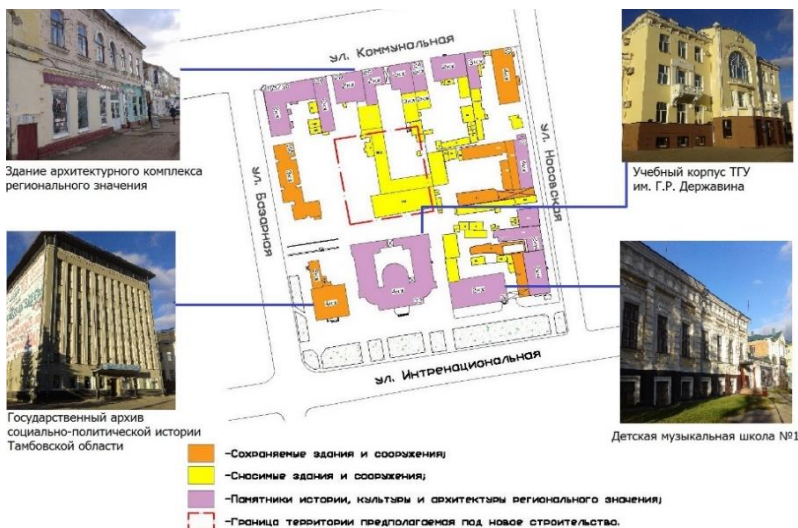 ул. Коммунальная
ул. Носовская
ул. Базарная
Здание архитектурного комплекса
регионального значения
Учебный корпус ТГУ
им. Г.Р. Державина
Государственный архив
социально-политической истории
Тамбовской области
ул. Интренациональная
Детская музыкальная школа №1
-Сохраняемые здания и сооружения;
-Сносимые здания и сооружения;
-Памятники истории, культуры и архитектуры регионального значения;
-Граница территории предполагаемая под новое строительство.